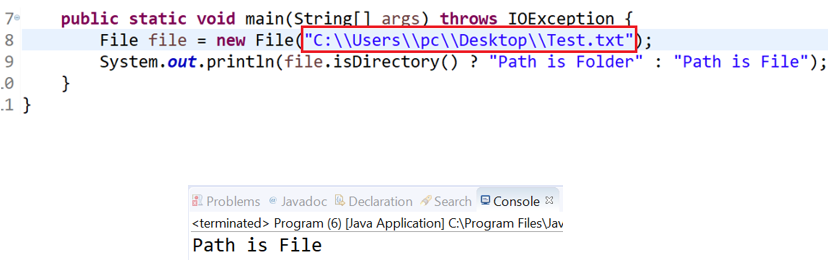 7 public static void main(String[] args) throws IOException {
8 File file = new File("C:\\Users\\pc\\Desktop\\Test.txt");
9 System.out.println(file.isDirectory() ? "Path is Folder" : "Path is File");
.0 }
.1 }
Problems @ Javadoc Declaration Search Console
<terminated> Program (6) [Java Application] C:\Program Files\Jav
Path is File